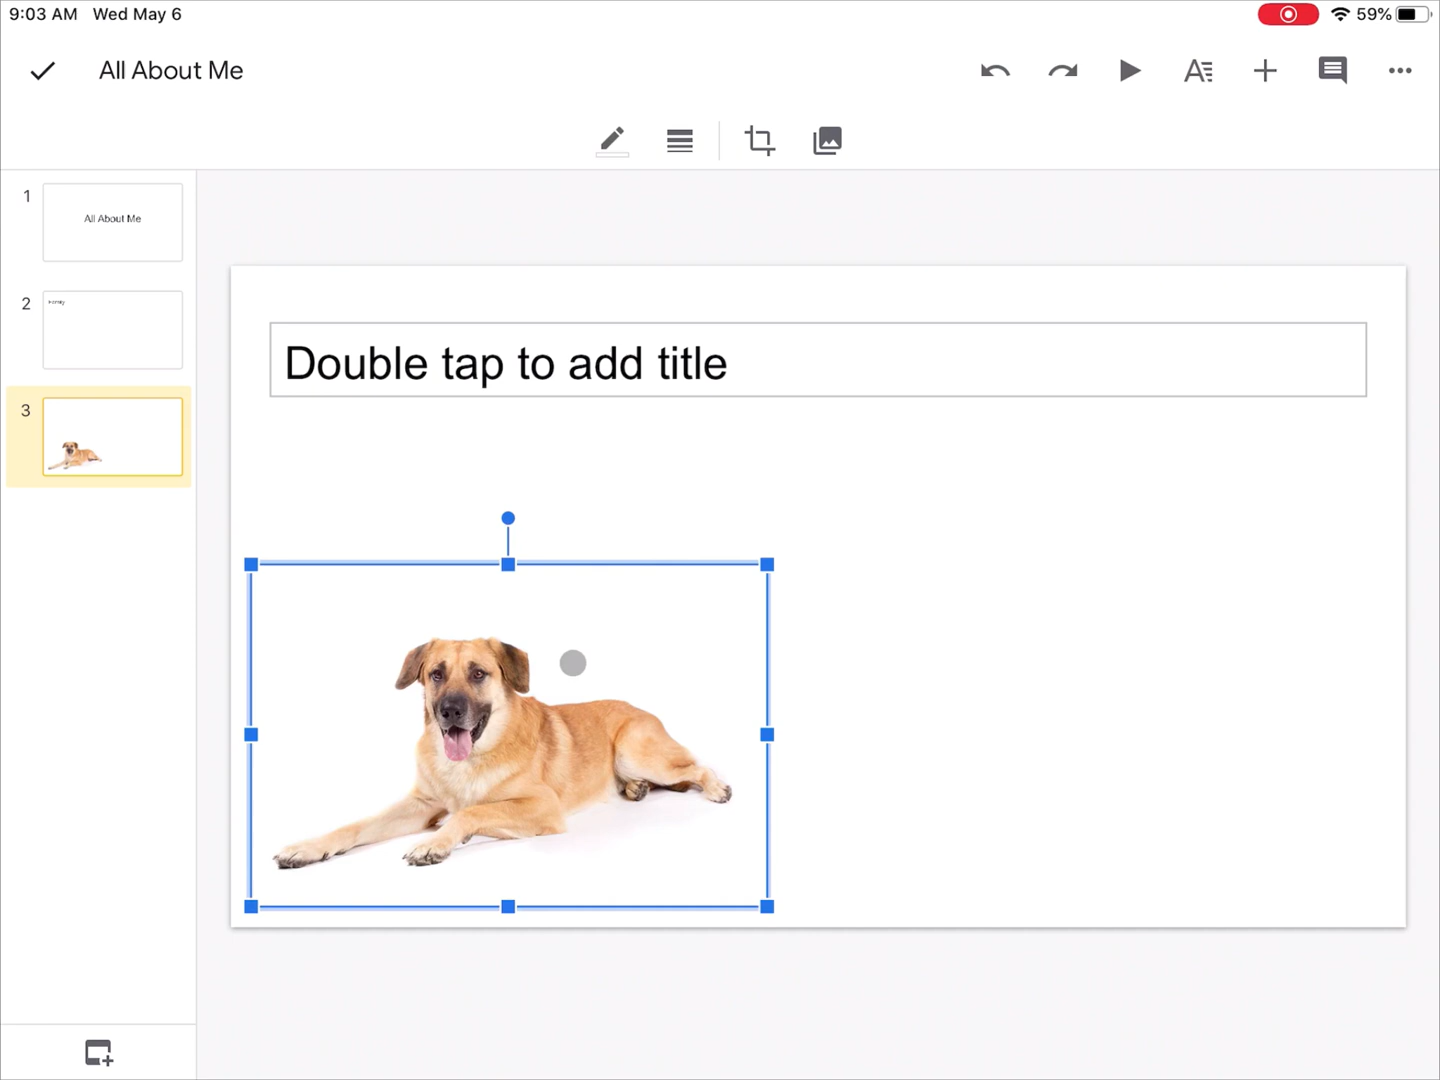 9:03 AM Wed May 6
59%
All About Me
1
All About Me
2
Family
3
Double tap to add title